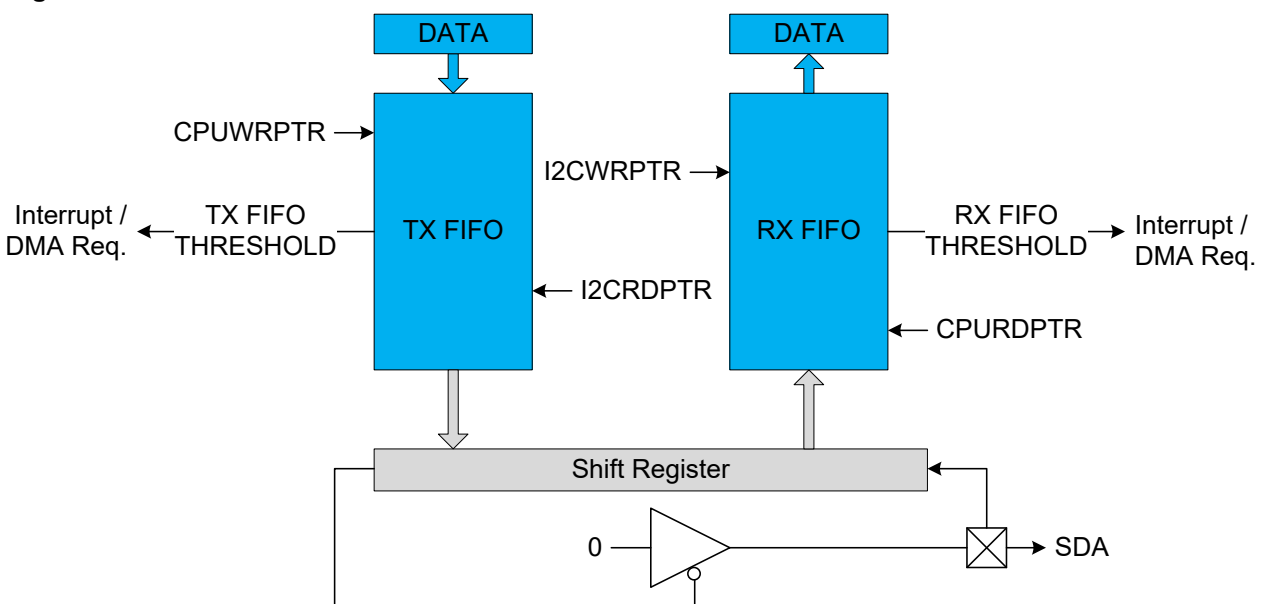 DATA
DATA
CPUWRPTR
I2CWRPTR
Interrupt /
DMA Req.
TX FIFO
THRESHOLD
TX FIFO
RX FIFO
RX FIFO
THRESHOLD
Interrupt /
DMA Req.
I2CRDPTR
CPURDPTR
Shift Register
0
SDA